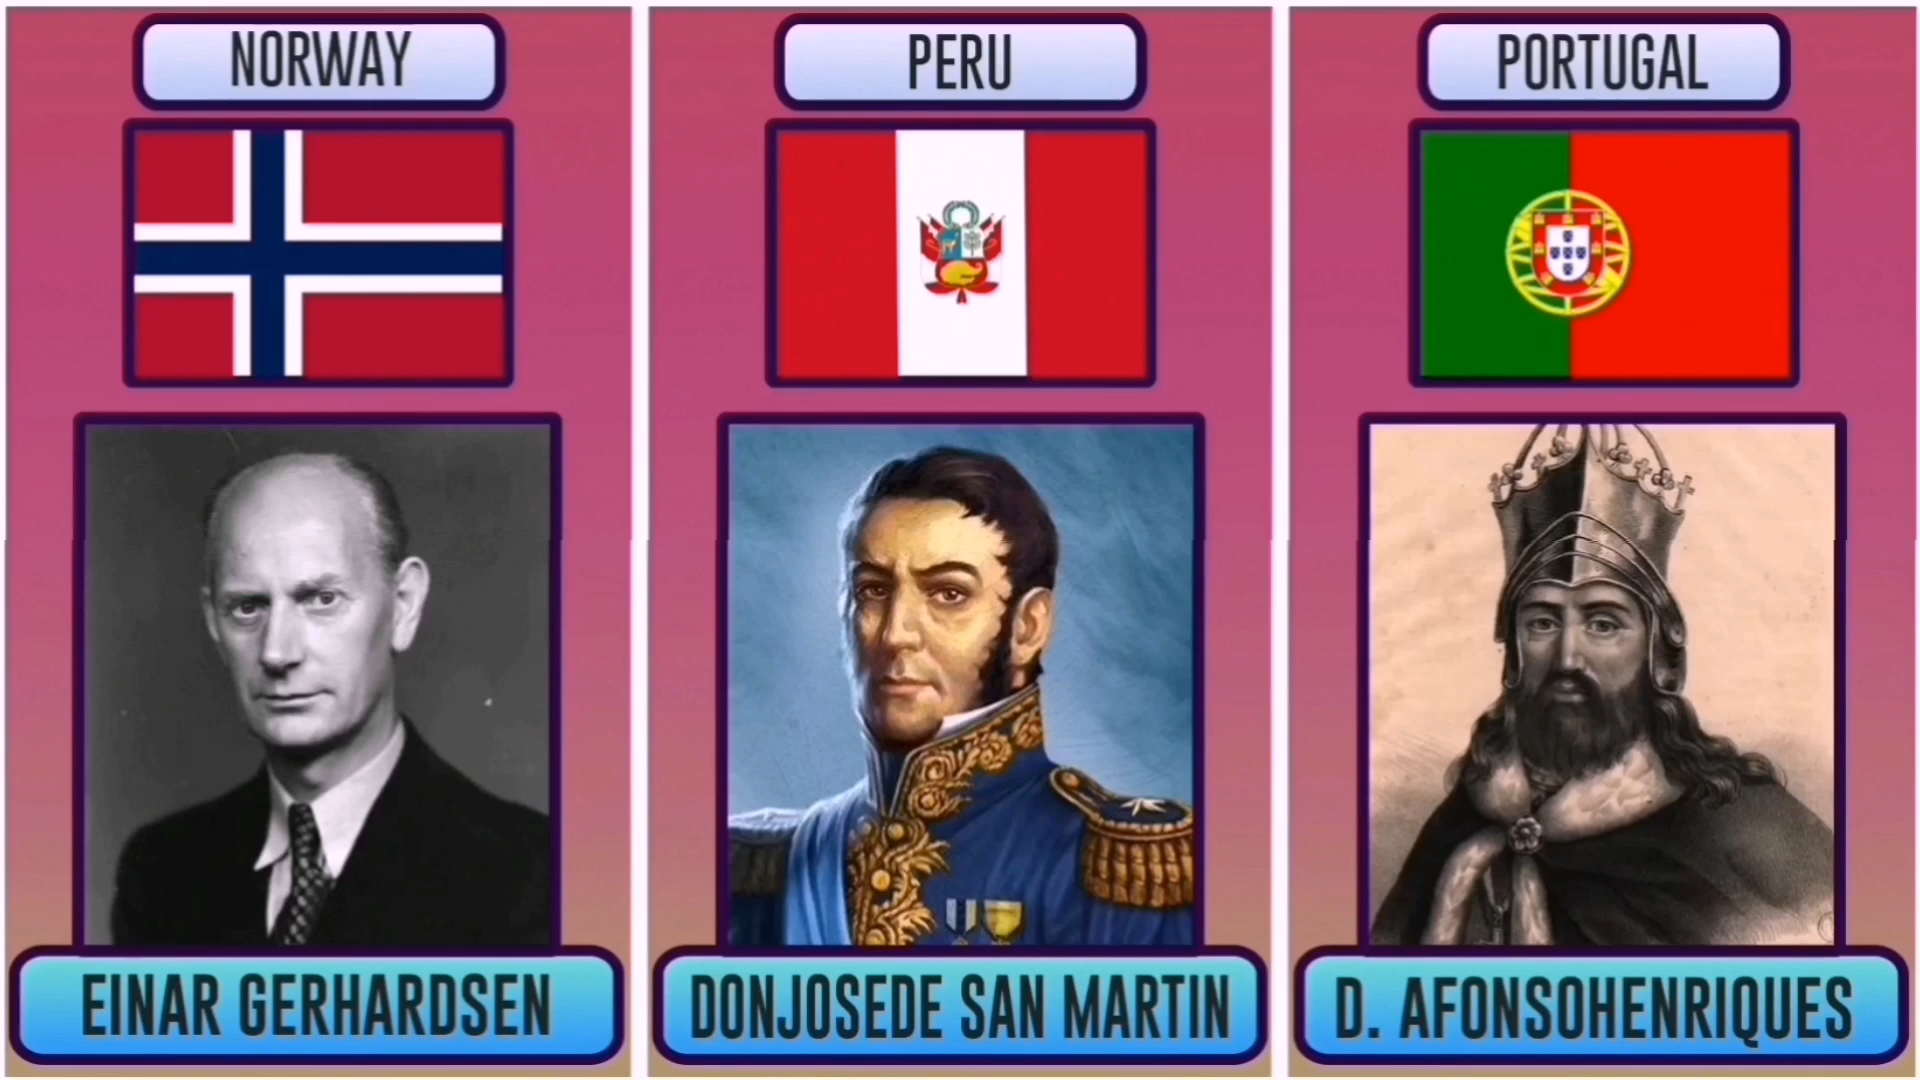 NORWAY
PERU
PORTUGAL
EINAR GERHARDSEN
DONJOSEDE SAN MARTIN
D. AFONSOHENRIQUES